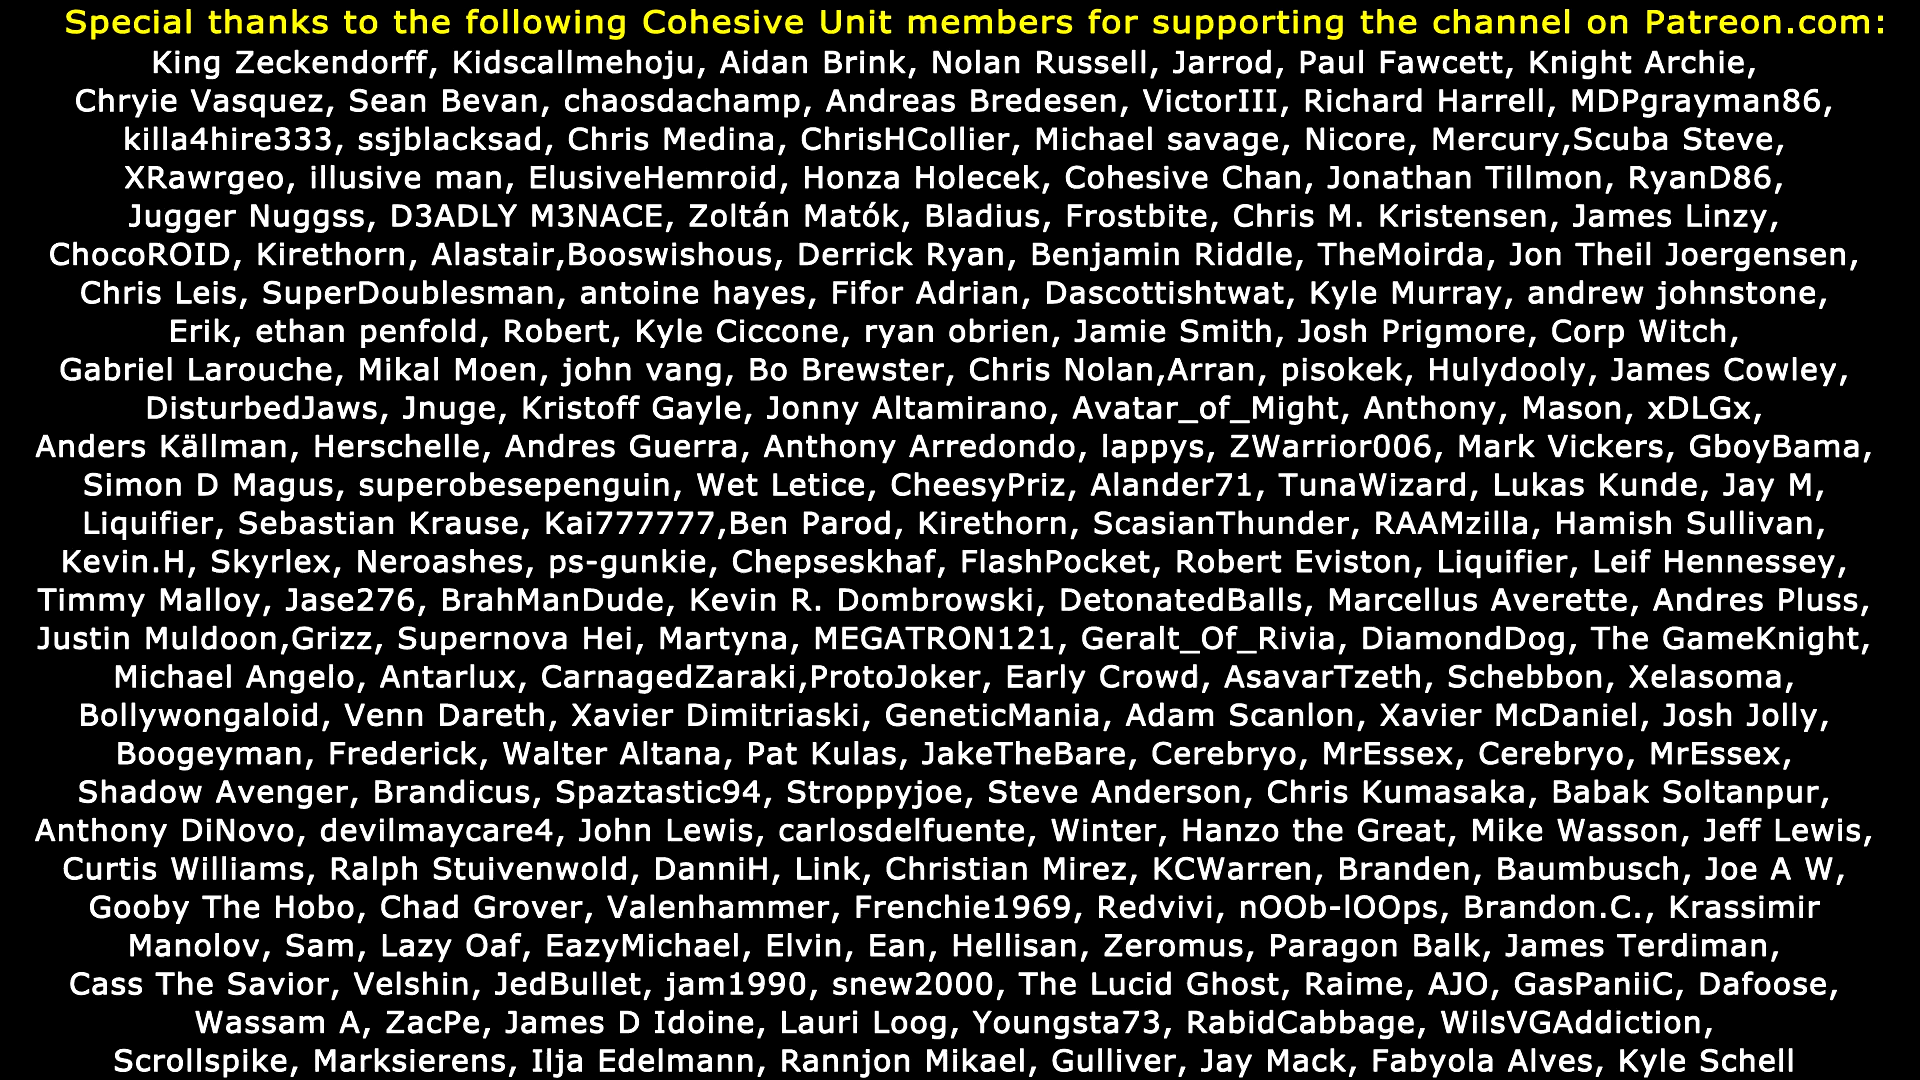 Special thanks to the following Cohesive Unit members for supporting the channel on Patreon.com:
King Zeckendorff, Kidscallmehoju, Aidan Brink, Nolan Russell, Jarrod, Paul Fawcett, Knight Archie,
Chryie Vasquez, Sean Bevan, chaosdachamp, Andreas Bredesen, VictorIII, Richard Harrell, MDPgrayman86,
killa4hire333, ssjblacksad, Chris Medina, ChrisHCollier, Michael savage, Nicore, Mercury,Scuba Steve,
XRawrgeo, illusive man, ElusiveHemroid, Honza Holecek, Cohesive Chan, Jonathan Tillmon, RyanD86,
Jugger Nuggss, D3ADLY M3NACE, Zoltán Matók, Bladius, Frostbite, Chris M. Kristensen, James Linzy,
ChocoROID, Kirethorn, Alastair,Booswishous, Derrick Ryan, Benjamin Riddle, TheMoirda, Jon Theil Joergensen,
Chris Leis, SuperDoublesman, antoine hayes, Fifor Adrian, Dascottishtwat, Kyle Murray, andrew johnstone,
Erik, ethan penfold, Robert, Kyle Ciccone, ryan obrien, Jamie Smith, Josh Prigmore, Corp Witch,
Gabriel Larouche, Mikal Moen, john vang, Bo Brewster, Chris Nolan,Arran, pisokek, Hulydooly, James Cowley,
DisturbedJaws, Jnuge, Kristoff Gayle, Jonny Altamirano, Avatar_of_Might, Anthony, Mason, xDLGx,
Anders Källman, Herschelle, Andres Guerra, Anthony Arredondo, lappys, ZWarrior006, Mark Vickers, GboyBama,
Simon D Magus, superobesepenguin, Wet Letice, CheesyPriz, Alander71, TunaWizard, Lukas Kunde, Jay M,
Liquifier, Sebastian Krause, Kai777777,Ben Parod, Kirethorn, ScasianThunder, RAAMzilla, Hamish Sullivan,
Kevin.H, Skyrlex, Neroashes, ps-gunkie, Chepseskhaf, FlashPocket, Robert Eviston, Liquifier, Leif Hennessey,
Timmy Malloy, Jase276, BrahManDude, Kevin R. Dombrowski, DetonatedBalls, Marcellus Averette, Andres Pluss,
Justin Muldoon,Grizz, Supernova Hei, Martyna, MEGATRON121, Geralt_Of_Rivia, DiamondDog, The GameKnight,
Michael Angelo, Antarlux, CarnagedZaraki,ProtoJoker, Early Crowd, AsavarTzeth, Schebbon, Xelasoma,
Bollywongaloid, Venn Dareth, Xavier Dimitriaski, GeneticMania, Adam Scanlon, Xavier McDaniel, Josh Jolly,
Boogeyman, Frederick, Walter Altana, Pat Kulas, JakeTheBare, Cerebryo, MrEssex, Cerebryo, MrEssex,
Shadow Avenger, Brandicus, Spaztastic94, Stroppyjoe, Steve Anderson, Chris Kumasaka, Babak Soltanpur,
Anthony DiNovo, devilmaycare4, John Lewis, carlosdelfuente, Winter, Hanzo the Great, Mike Wasson, Jeff Lewis,
Curtis Williams, Ralph Stuivenwold, DanniH, Link, Christian Mirez, KCWarren, Branden, Baumbusch, Joe A W,
Gooby The Hobo, Chad Grover, Valenhammer, Frenchie1969, Redvivi, nOOb-lOOps, Brandon.C., Krassimir
Manolov, Sam, Lazy Oaf, EazyMichael, Elvin, Ean, Hellisan, Zeromus, Paragon Balk, James Terdiman,
Cass The Savior, Velshin, JedBullet, jam1990, snew2000, The Lucid Ghost, Raime, AJO, GasPaniiC, Dafoose,
Wassam A, ZacPe, James D Idoine, Lauri Loog, Youngsta73, RabidCabbage, WilsVGAddiction,
Scrollspike, Marksierens, Ilja Edelmann, Rannjon Mikael, Gulliver, Jay Mack, Fabyola Alves, Kyle Schell